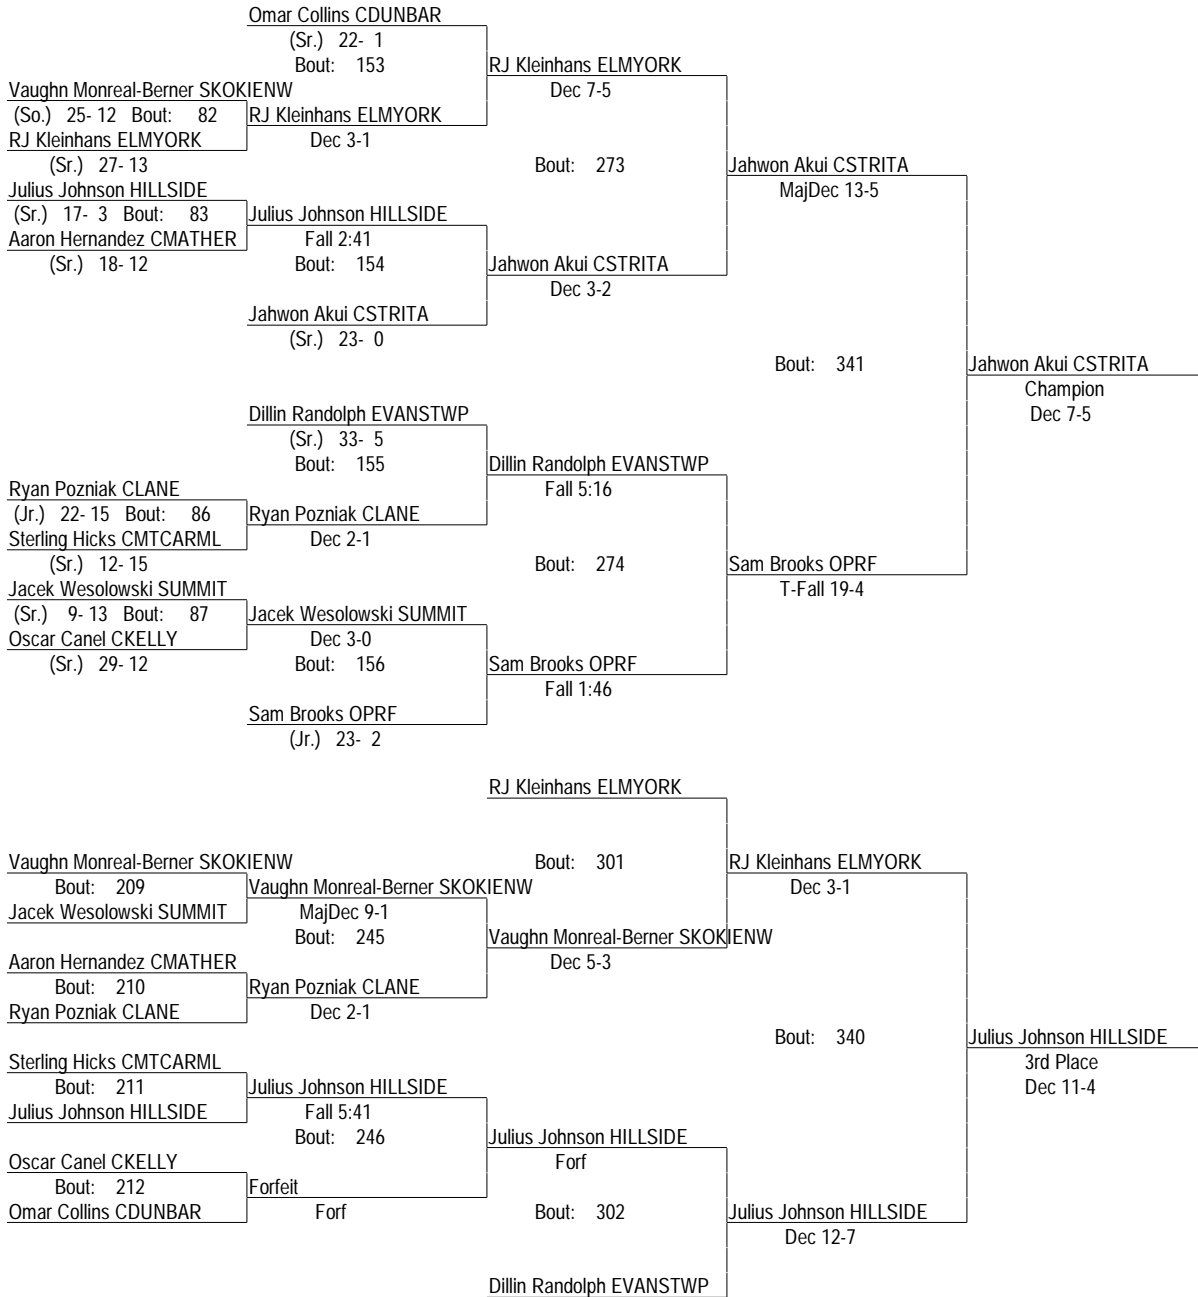 Omar Collins CDUNBAR
(Sr.) 22- 1
Bout: 153
RJ Kleinhans ELMYORK
Dec 7-5
Vaughn Monreal-Berner SKOKIENW
(So.) 25- 12 Bout: 82
RJ Kleinhans ELMYORK
RJ Kleinhans ELMYORK
Dec 3-1
(Sr.) 27- 13
Bout: 273
Jahwon Akui CSTRITA
MajDec 13-5
Julius Johnson HILLSIDE
(Sr.) 17- 3 Bout: 83
Julius Johnson HILLSIDE
Aaron Hernandez CMATHER
Fall 2:41
(Sr.) 18- 12
Bout: 154
Jahwon Akui CSTRITA
Dec 3-2
Jahwon Akui CSTRITA
(Sr.) 23- 0
Bout: 341
Jahwon Akui CSTRITA
Champion
Dec 7-5
Dillin Randolph EVANSTWP
(Sr.) 33- 5
Bout: 155
Dillin Randolph EVANSTWP
Fall 5:16
Ryan Pozniak CLANE
(Jr.) 22- 15 Bout: 86
Ryan Pozniak CLANE
Sterling Hicks CMTCARML
Dec 2-1
(Sr.) 12- 15
Bout: 274
Sam Brooks OPRF
T-Fall 19-4
Jacek Wesolowski SUMMIT
(Sr.) 9- 13 Bout: 87
Jacek Wesolowski SUMMIT
Oscar Canel CKELLY
Dec 3-0
(Sr.) 29- 12
Bout: 156
Sam Brooks OPRF
Fall 1:46
Sam Brooks OPRF
(Jr.) 23- 2
RJ Kleinhans ELMYORK
Vaughn Monreal-Berner SKOKIENW
Bout: 301
RJ Kleinhans ELMYORK
Dec 3-1
Bout: 209
Vaughn Monreal-Berner SKOKIENW
Jacek Wesolowski SUMMIT
MajDec 9-1
Bout: 245
Vaughn Monreal-Berner SKOKIENW
Dec 5-3
Aaron Hernandez CMATHER
Bout: 210
Ryan Pozniak CLANE
Ryan Pozniak CLANE
Dec 2-1
Bout: 340
Julius Johnson HILLSIDE
3rd Place
Dec 11-4
Sterling Hicks CMTCARML
Bout: 211
Julius Johnson HILLSIDE
Julius Johnson HILLSIDE
Fall 5:41
Bout: 246
Julius Johnson HILLSIDE
Forf
Oscar Canel CKELLY
Bout: 212
Forfeit
Omar Collins CDUNBAR
Forf
Bout: 302
Julius Johnson HILLSIDE
Dec 12-7
Dillin Randolph EVANSTWP